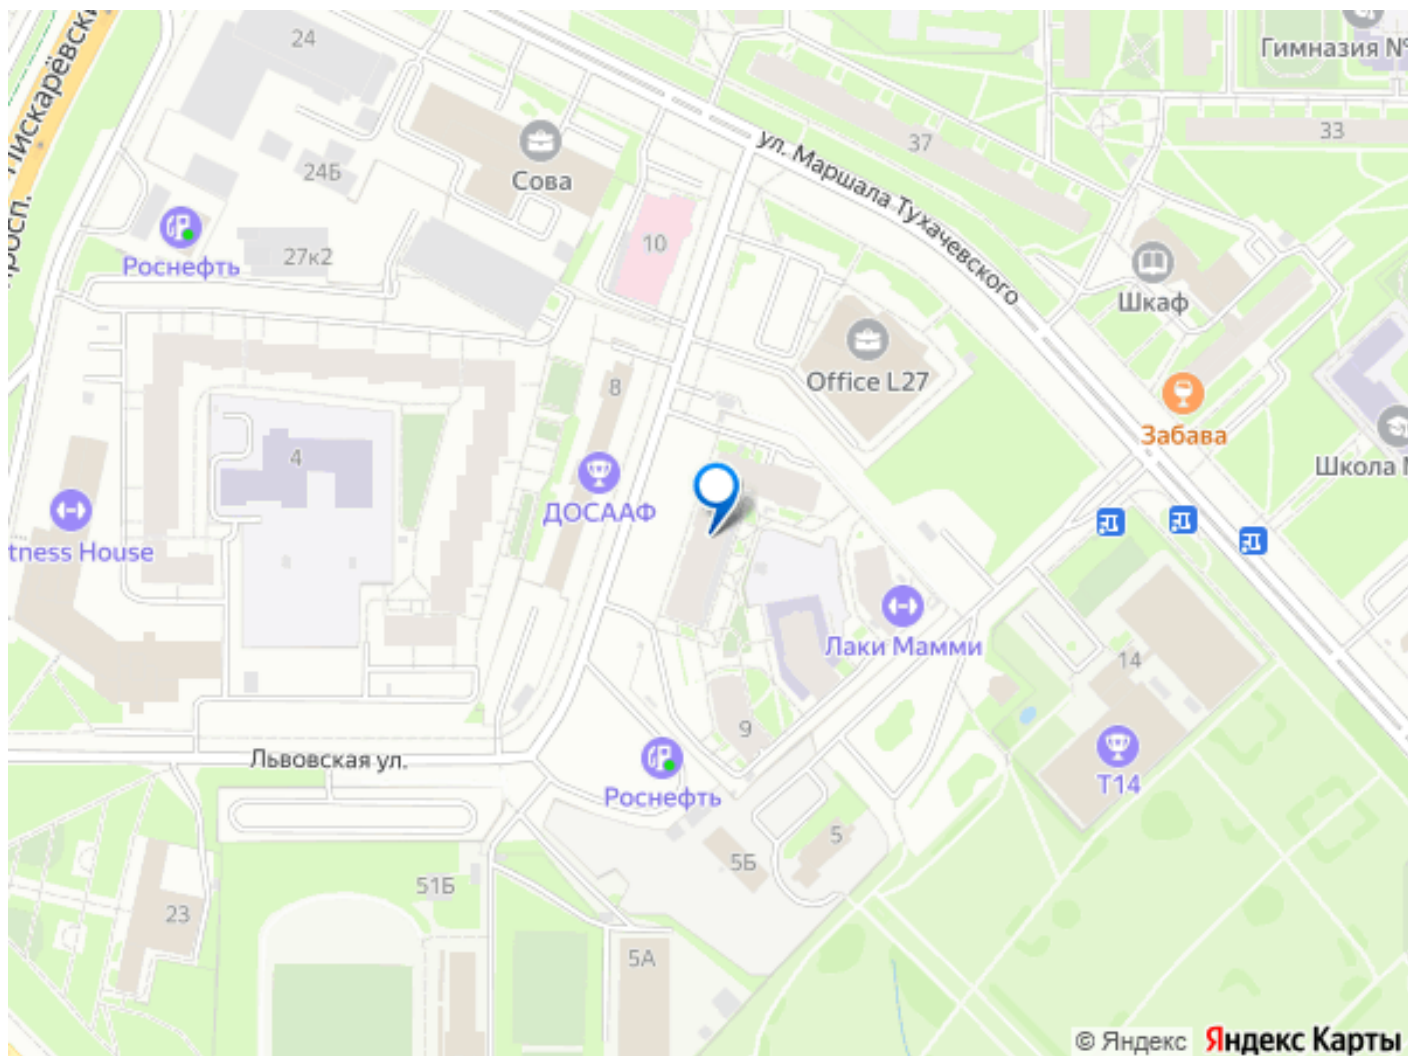 24
Гимназия №
Пискарёвский
просп.
37
33
ул. Маршала Тухачевского
24Б
Сова
10
Роснефть
27к2
Шкаф
Office L27
8
Забава
4
Школа
ДОСААФ
tness House
Лаки Мамми
14
9
Львовская ул.
Роснефть
Т14
5
5Б
51Б
23
5А
© Яндекс Яндекс Карты